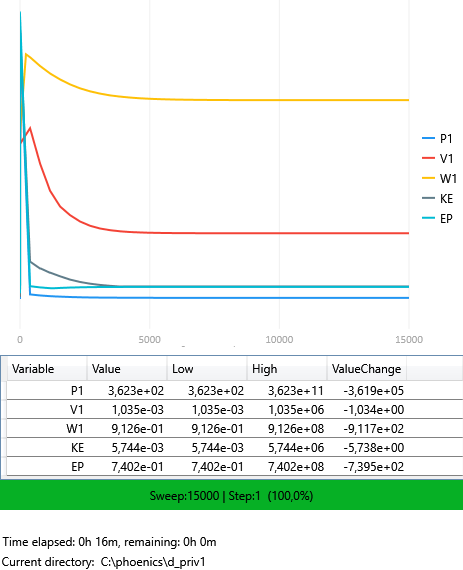 P1
V1
W1
KE
EP
0 5000 10000 15000
Variable Value Low High ValueChange
P1 3,623e+02 3,623e+02 3,623e+11 -3,619e+05
V1 1,035e-03 1,035e-03 1,035e+06 -1,034e+00
W1 9,126e-01 9,126e-01 9,126e+08 -9,117e+02
KE 5,744e-03 5,744e-03 5,744e+06 -5,738e+00
EP 7,402e-01 7,402e-01 7,402e+08 -7,395e+02
Sweep:15000 | Step:1 (100,0%)
Time elapsed: 0h 16m, remaining: 0h 0m
Current directory: C:\phoenics\d_priv1